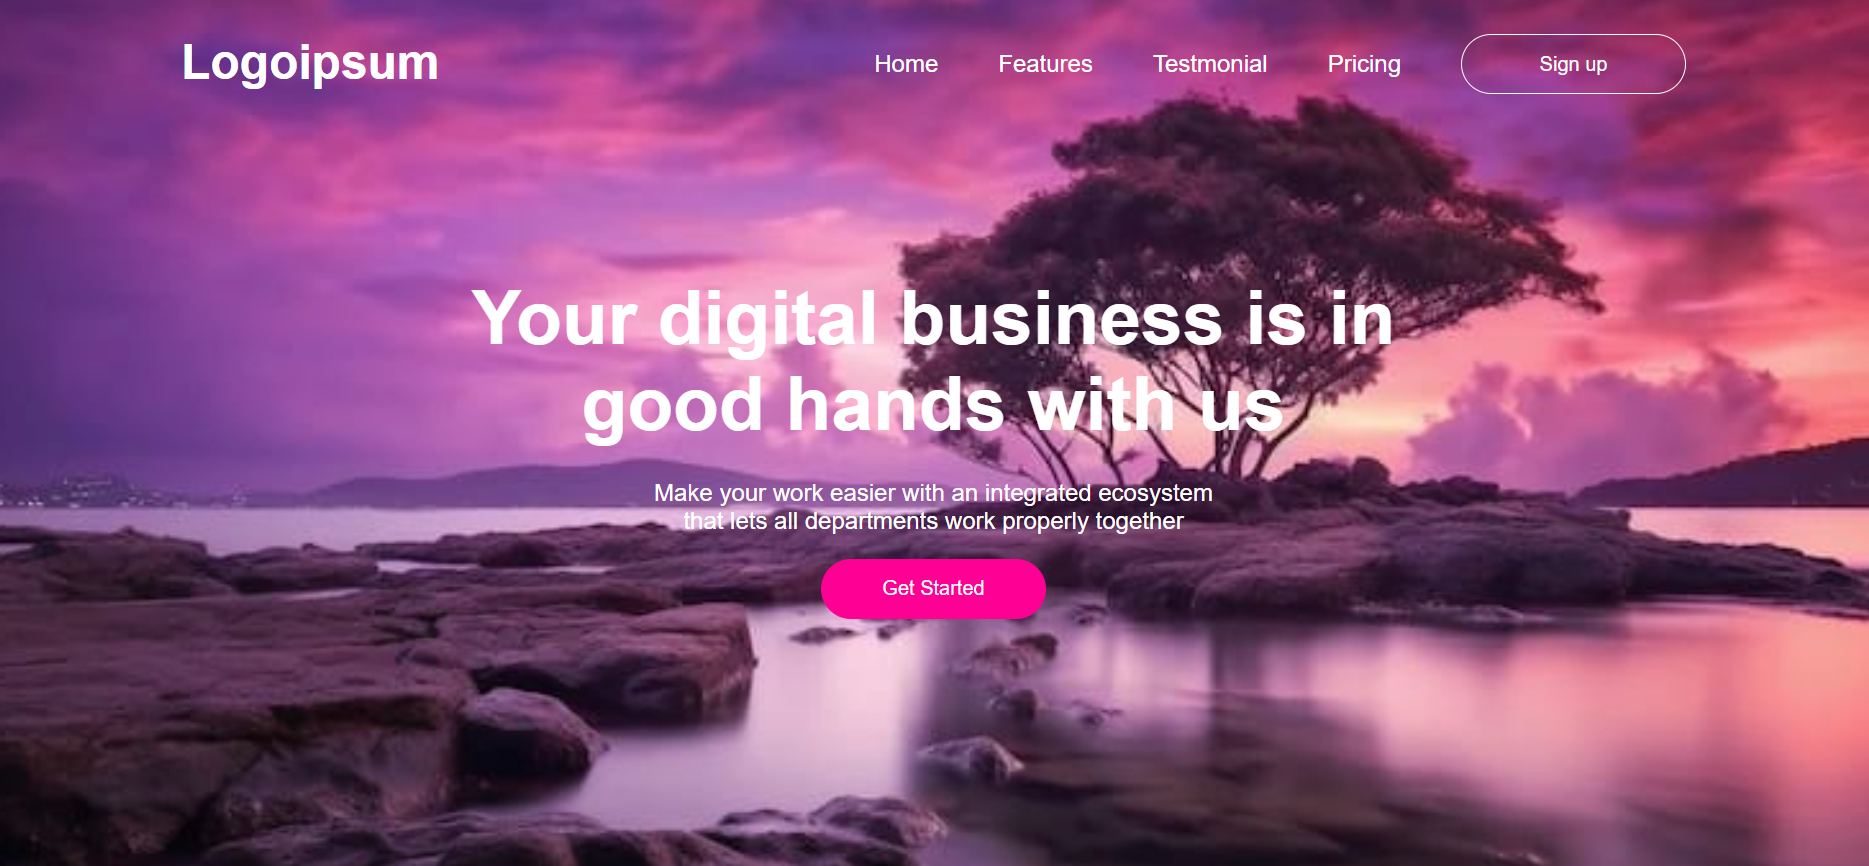 Logoipsum
Home Features Testmonial Pricing Sign up
Your digital business is in
good hands with us
Make your work easier with an integrated ecosystem
that lets all departments work properly together
Get Started